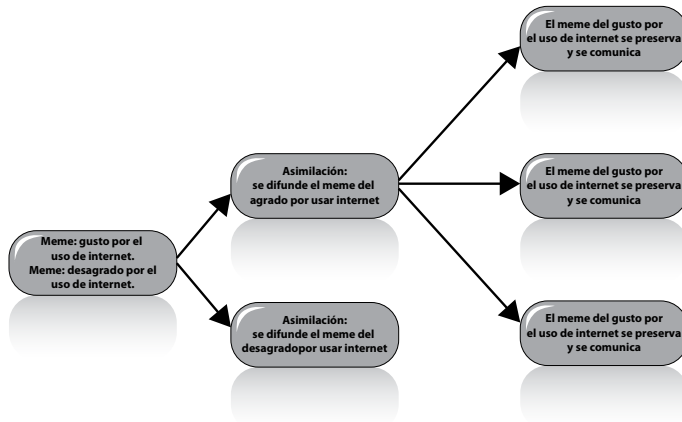 Meme: gusto por el
uso de internet.
Meme: desagrado por el
uso de internet.
Asimilación:
se difunde el meme del
agrado por usar internet
Asimilación:
se difunde el meme del
desagradopor usar internet
El meme del gusto por
el uso de internet se preserva
y se comunica
El meme del gusto por
el uso de internet se preserva
y se comunica
El meme del gusto por
el uso de internet se preserva
y se comunica